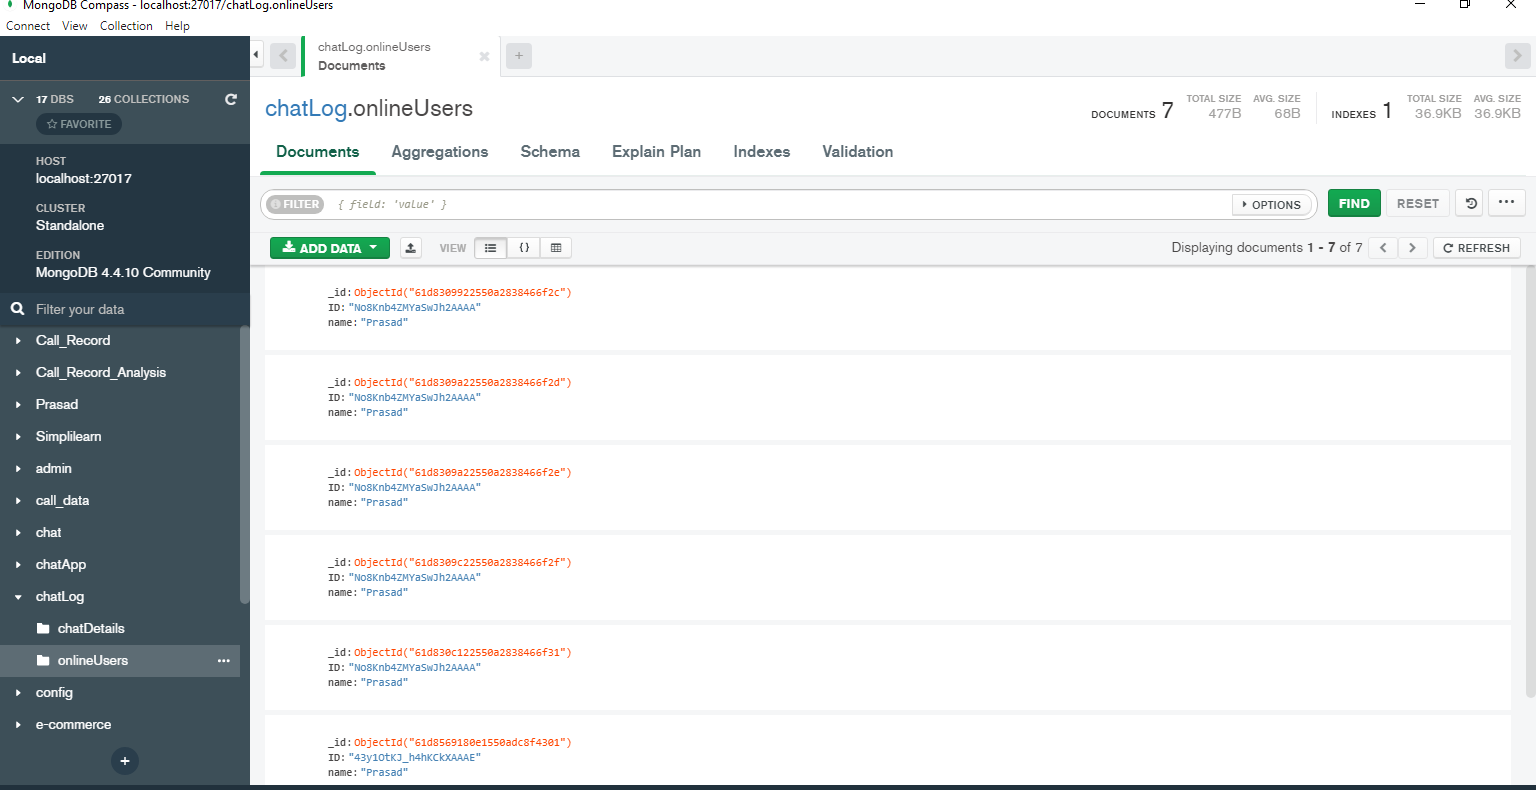 MongoDB Compass - localhost:27017/chatLog.onlineUsers
Connect View Collection Help
Local
17 DBS 26 COLLECTIONS
FAVORITE
HOST
localhost:27017
CLUSTER
Standalone
EDITION
MongoDB 4.4.10 Community
Filter your data
Call_Record
Call_Record_Analysis
Prasad
Simplilearn
admin
call_data
chat
chatApp
chatLog
chatDetails
onlineUsers
config
e-commerce
chatLog.onlineUsers
Documents
chatLog.onlineUsers
DOCUMENTS 7 TOTAL SIZE 477B AVG. SIZE 68B INDEXES 1 TOTAL SIZE 36.9KB AVG. SIZE 36.9KB
Documents Aggregations Schema Explain Plan Indexes Validation
FILTER { field: 'value' } OPTIONS FIND RESET
ADD DATA VIEW Displaying documents 1 - 7 of 7 REFRESH
_id: ObjectId("61d8309922550a2838466f2c")
ID: "No8Knb4ZMYaSwJh2AAAA"
name: "Prasad"
_id: ObjectId("61d8309a22550a2838466f2d")
ID: "No8Knb4ZMYaSwJh2AAAA"
name: "Prasad"
_id: ObjectId("61d8309a22550a2838466f2e")
ID: "No8Knb4ZMYaSwJh2AAAA"
name: "Prasad"
_id: ObjectId("61d8309c22550a2838466f2f")
ID: "No8Knb4ZMYaSwJh2AAAA"
name: "Prasad"
_id: ObjectId("61d830c122550a2838466f31")
ID: "No8Knb4ZMYaSwJh2AAAA"
name: "Prasad"
_id: ObjectId("61d8569180e1550adc8f4301")
ID: "43y1OtKJ_h4hKCkXAAAE"
name: "Prasad"